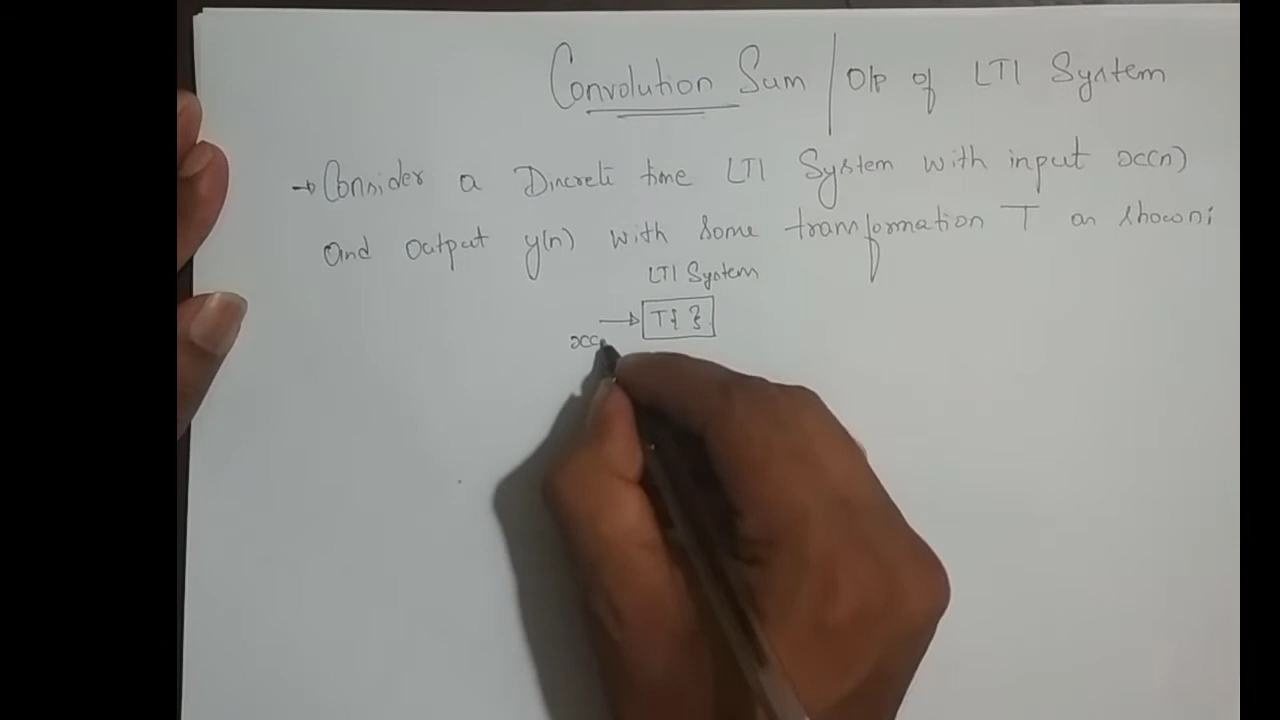 Convolution Sum / O/P of LTI System
→ Consider a Discrete time LTI System with input x(n)
and output y(n) with some transformation T as shown:
LTI System
T{ }
x(